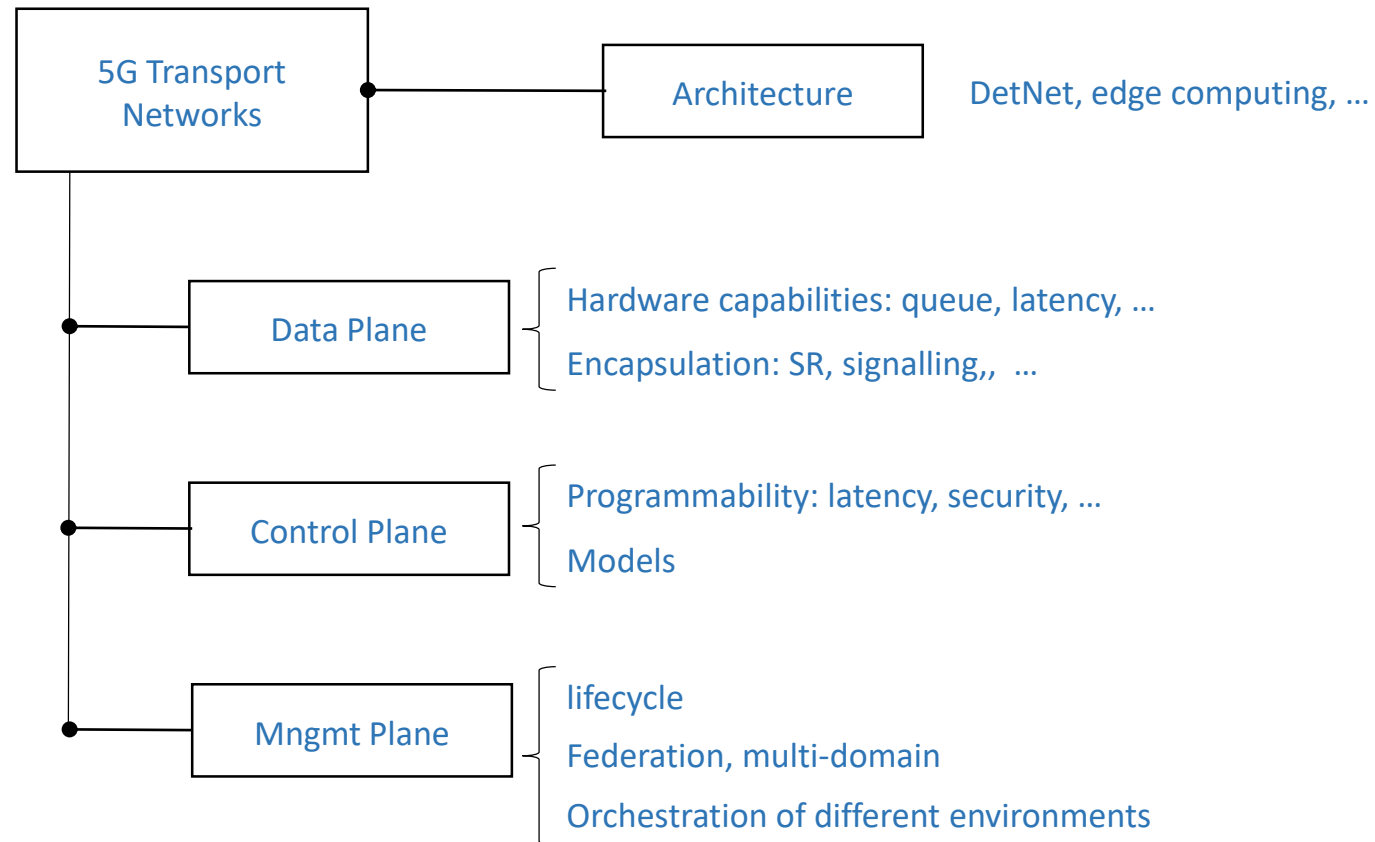 5G Transport
Networks
Architecture
DetNet, edge computing, …
Data Plane
Hardware capabilities: queue, latency, …
Encapsulation: SR, signalling,,  …
Control Plane
Programmability: latency, security, …
Models
Mngmt Plane
lifecycle
Federation, multi-domain
Orchestration of different environments